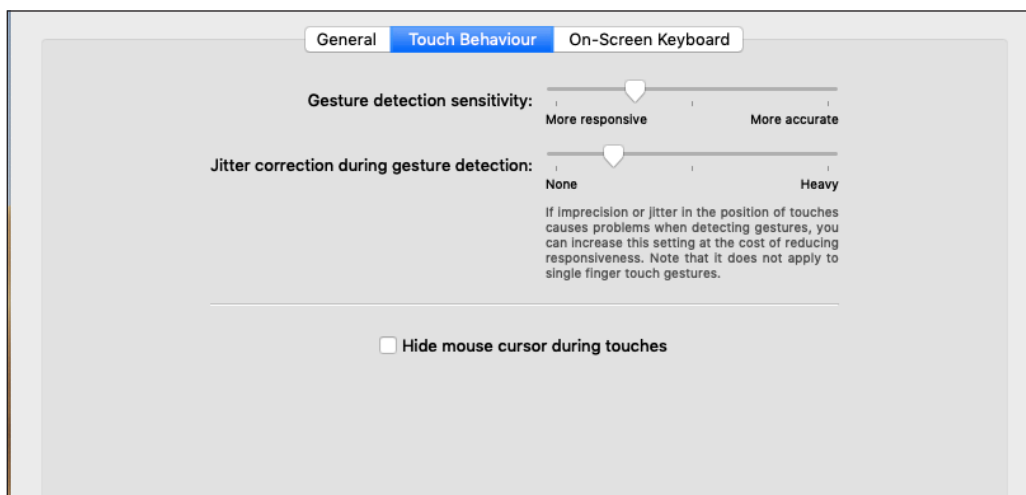 General Touch Behaviour On-Screen Keyboard
Gesture detection sensitivity:
More responsive More accurate
Jitter correction during gesture detection:
None Heavy
If imprecision or jitter in the position of touches
causes problems when detecting gestures, you
can increase this setting at the cost of reducing
responsiveness. Note that it does not apply to
single finger touch gestures.
Hide mouse cursor during touches